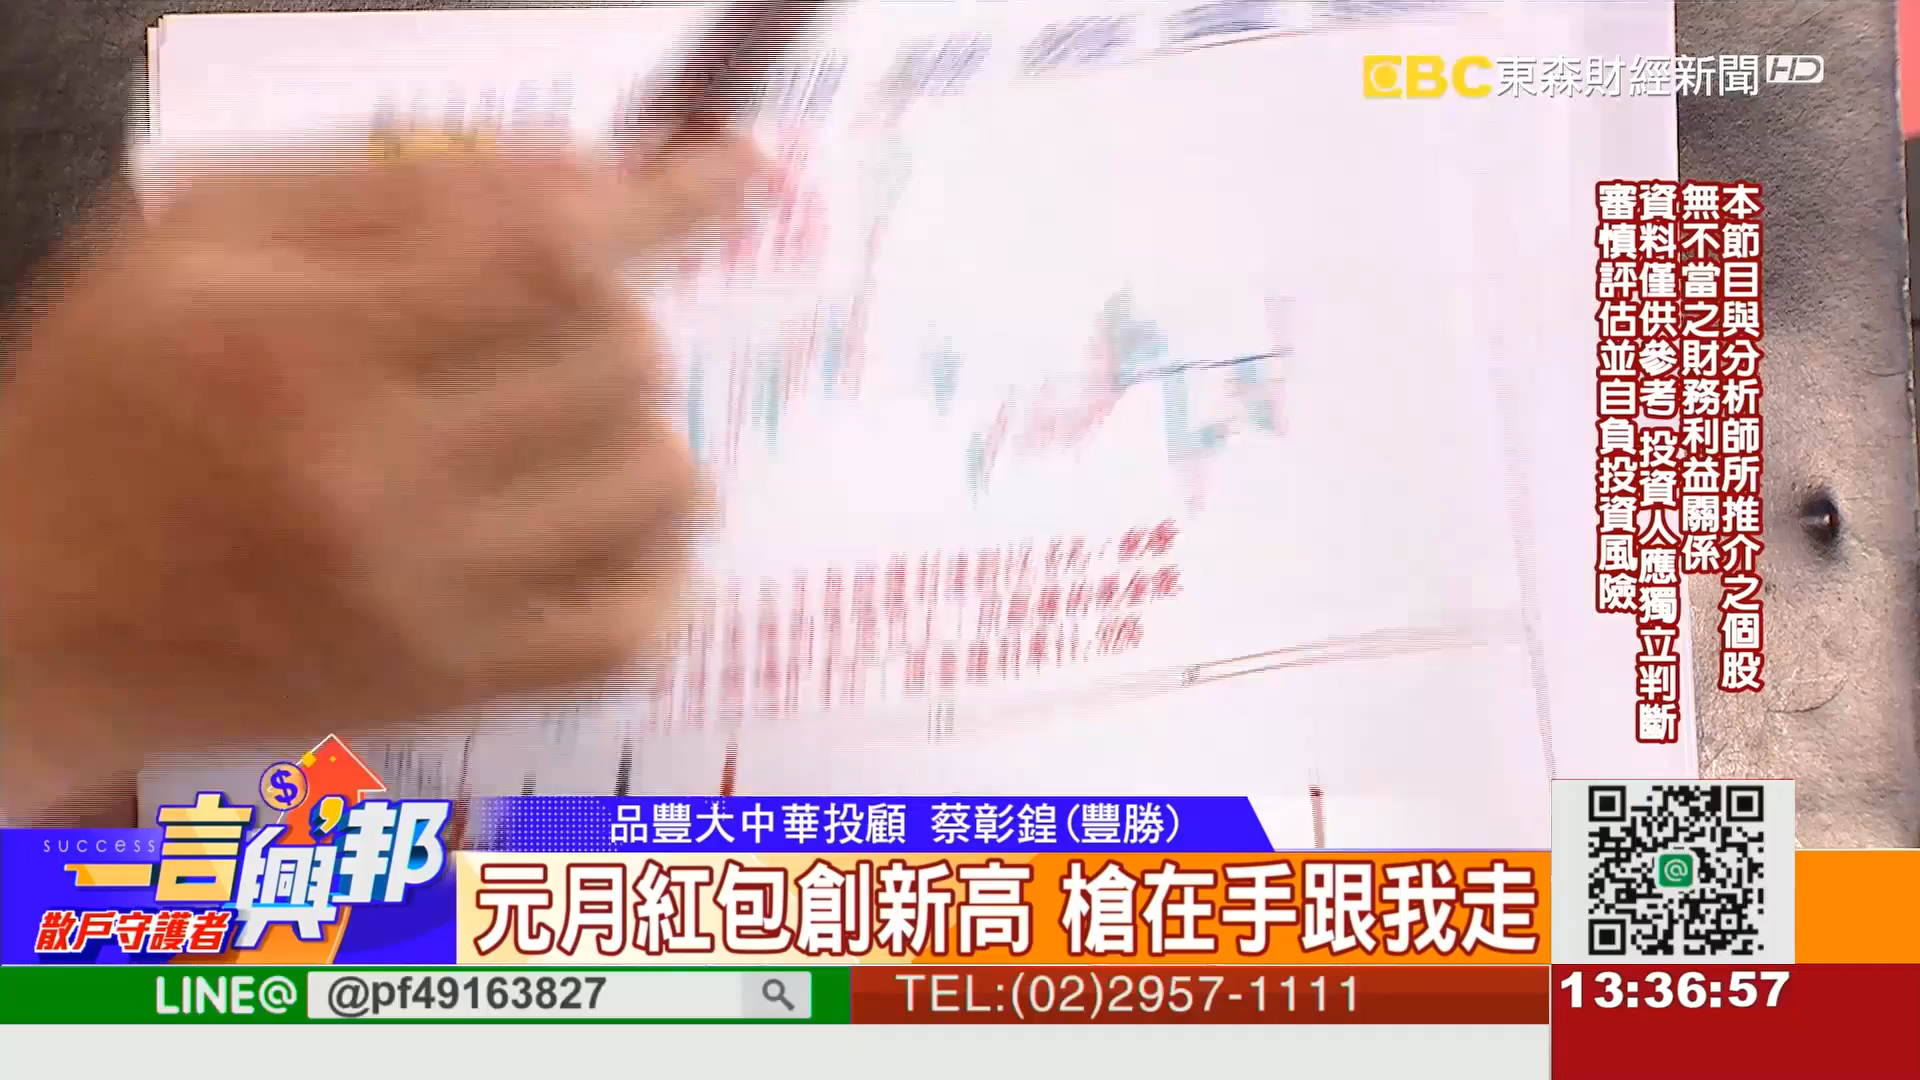 EBC東森財經新聞HD
本節目與分析師所推介之個股
無不當之財務利益關係
資料僅供參考 投資人應獨立判斷
審慎評估並自負投資風險
$
success
一言興邦
散戶守護者
品豐大中華投顧 蔡彰鍠(豐勝)
元月紅包創新高 槍在手跟我走
LINE@ @pf49163827
TEL:(02)2957-1111
13:36:57